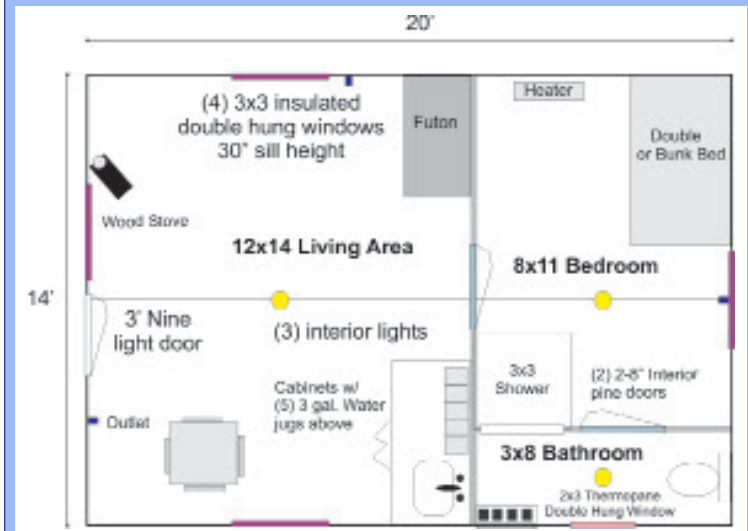 20'
(4) 3x3 insulated
double hung windows
30" sill height
Futon
Heater
Double
or Bunk Bed
Wood Stove
12x14 Living Area
8x11 Bedroom
14'
3' Nine
light door
(3) interior lights
3x3
Shower
(2) 2-8" Interior
pine doors
Cabinets w/
(5) 3 gal. Water
jugs above
Outlet
3x8 Bathroom
2x3 Thermopane
Double Hung Window